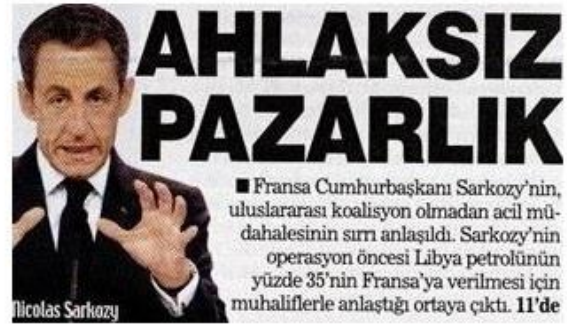 AHLAKSIZ
PAZARLIK
■ Fransa Cumhurbaşkanı Sarkozy'nin,
uluslararası koalisyon olmadan acil mü-
dahalesinin sırrı anlaşıldı. Sarkozy'nin
operasyon öncesi Libya petrolünün
yüzde 35'nin Fransa'ya verilmesi için
muhaliflerle anlaştığı ortaya çıktı. 11'de
Nicolas Sarkozy